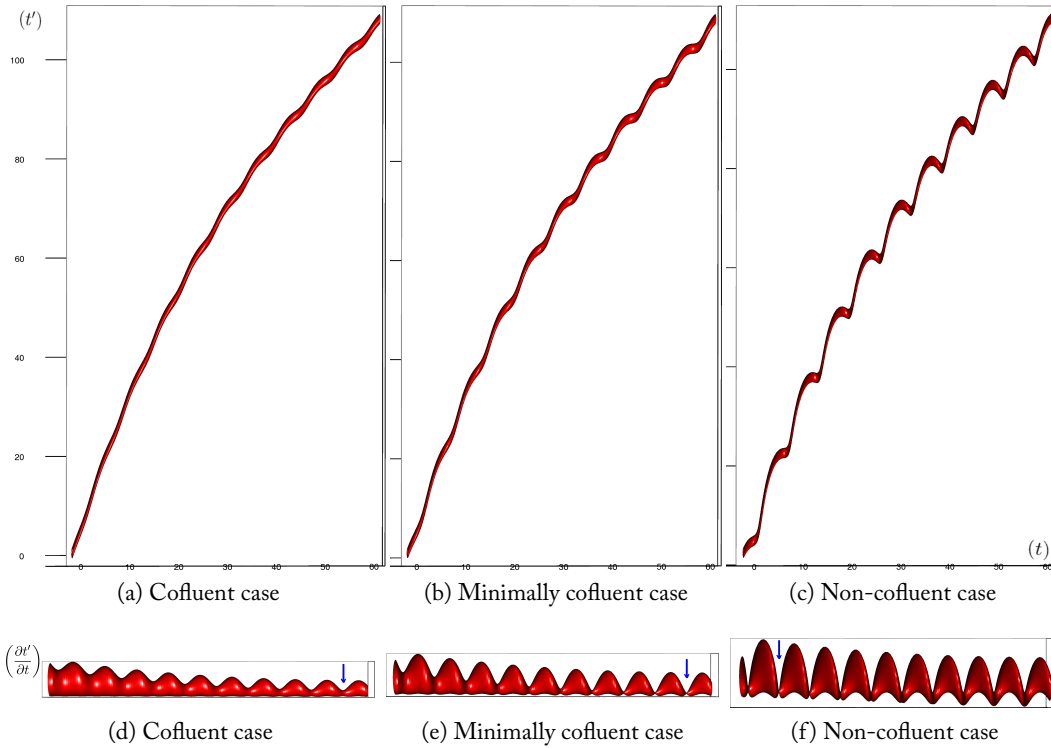 (t′)
100
80
60
40
20
0
0 10 20 30 40 50 60
0 10 20 30 40 50 60
0 10 20 30 40 50 60
(t)
(a) Cofluent case
(b) Minimally cofluent case
(c) Non-cofluent case
(∂t′/∂t)
(d) Cofluent case
(e) Minimally cofluent case
(f) Non-cofluent case